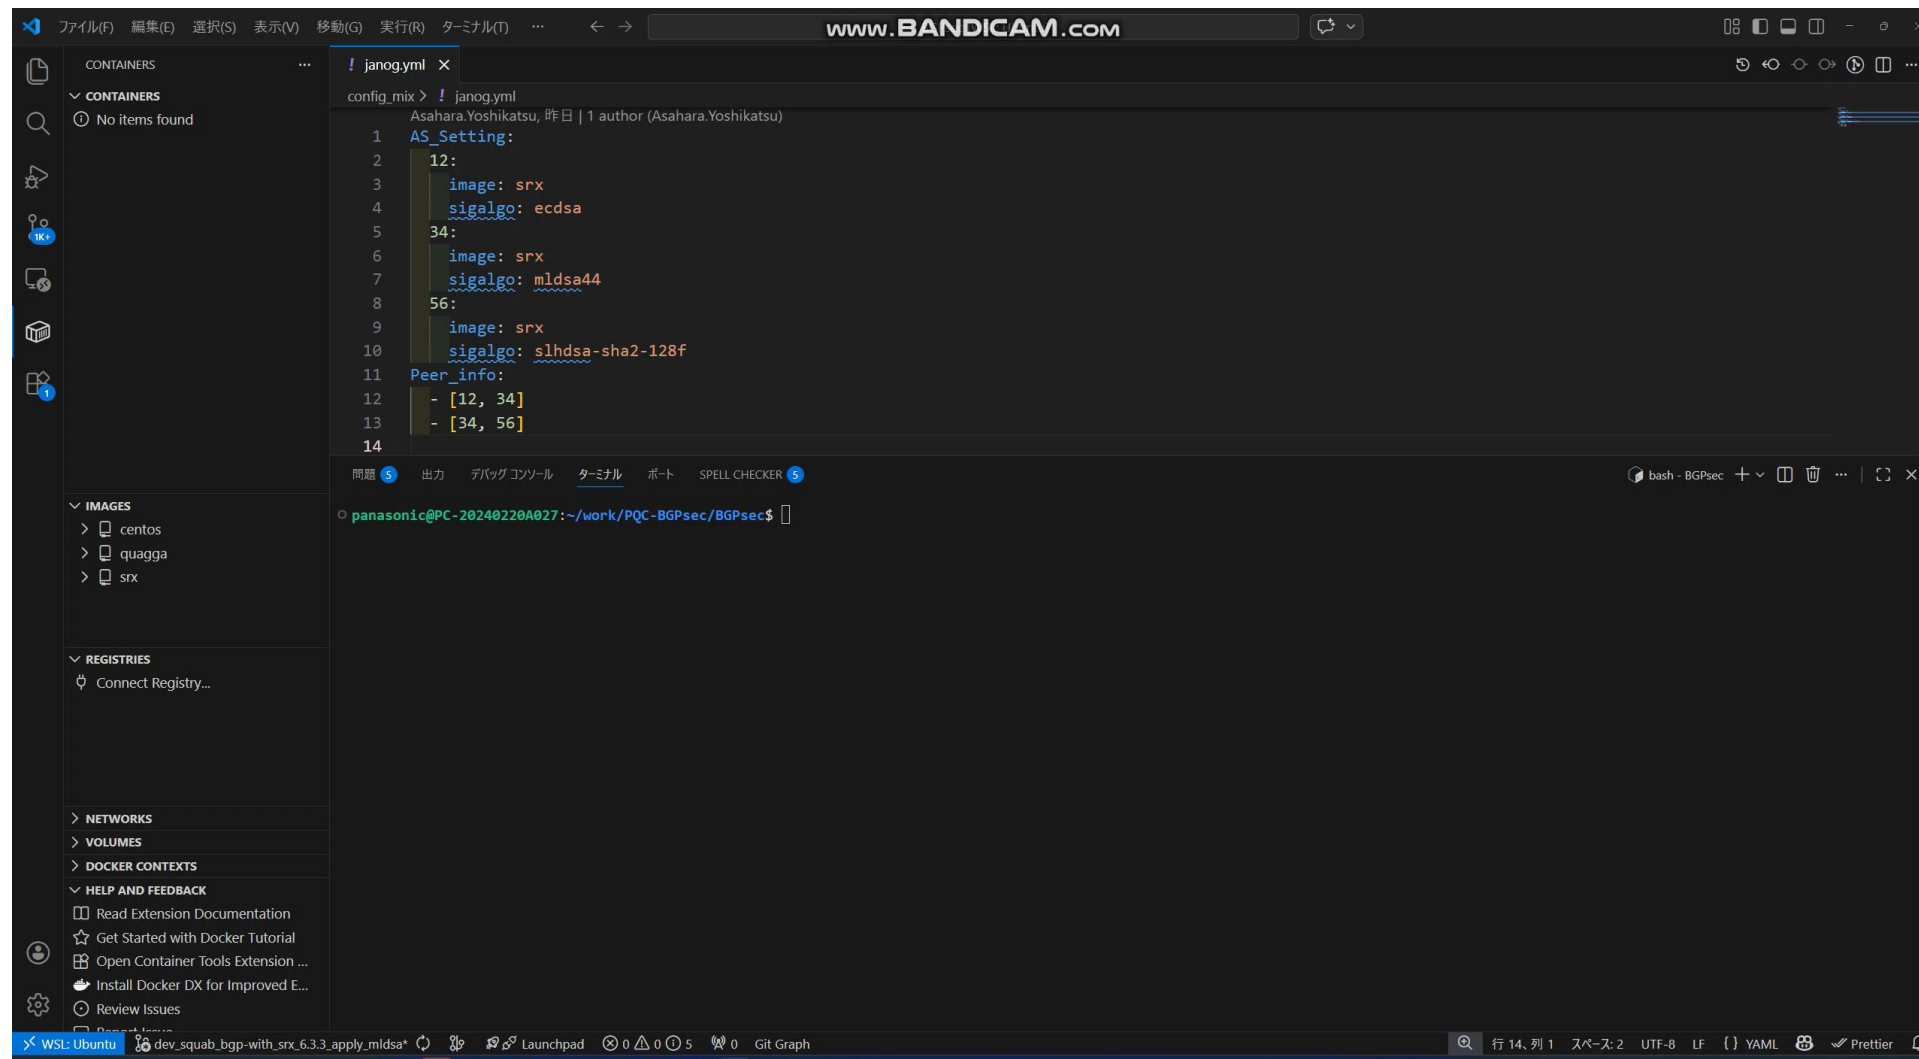 ファイル(F) 編集(E) 選択(S) 表示(V) 移動(G) 実行(R) ターミナル(T) ··· ← →
www.BANDICAM.com
CONTAINERS ···
CONTAINERS
No items found
! janog.yml ×
config_mix > ! janog.yml
Asahara.Yoshikatsu, 昨日 | 1 author (Asahara.Yoshikatsu)
1 AS_Setting:
2 12:
3 image: srx
4 sigalgo: ecdsa
5 34:
6 image: srx
7 sigalgo: mldsa44
8 56:
9 image: srx
10 sigalgo: slhdsa-sha2-128f
11 Peer_info:
12 - [12, 34]
13 - [34, 56]
14
1K+
1
問題 5 出力 デバッグ コンソール ターミナル ポート SPELL CHECKER 5
bash - BGPsec
panasonic@PC-20240220A027:~/work/PQC-BGPsec/BGPsec$
IMAGES
centos
quagga
srx
REGISTRIES
Connect Registry...
NETWORKS
VOLUMES
DOCKER CONTEXTS
HELP AND FEEDBACK
Read Extension Documentation
Get Started with Docker Tutorial
Open Container Tools Extension ...
Install Docker DX for Improved E...
Review Issues
Report Issue
WSL: Ubuntu dev_squab_bgp-with_srx_6.3.3_apply_mldsa* Launchpad 0 0 5 0 Git Graph
行 14、列 1 スペース: 2 UTF-8 LF { } YAML Prettier